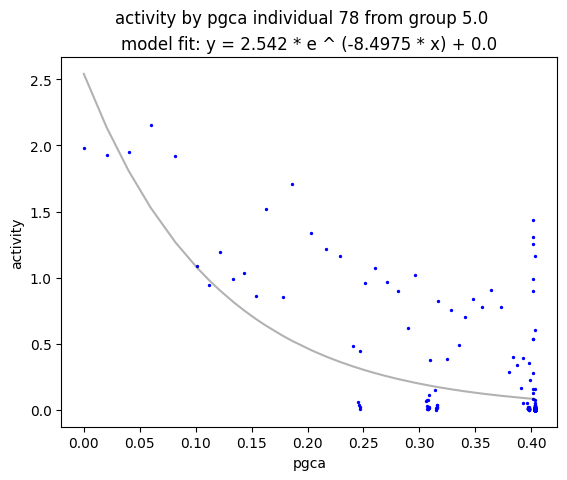 activity by pgca individual 78 from group 5.0
model fit: y = 2.542 * e ^ (-8.4975 * x) + 0.0
activity
2.5
2.0
1.5
1.0
0.5
0.0
0.00 0.05 0.10 0.15 0.20 0.25 0.30 0.35 0.40
pgca